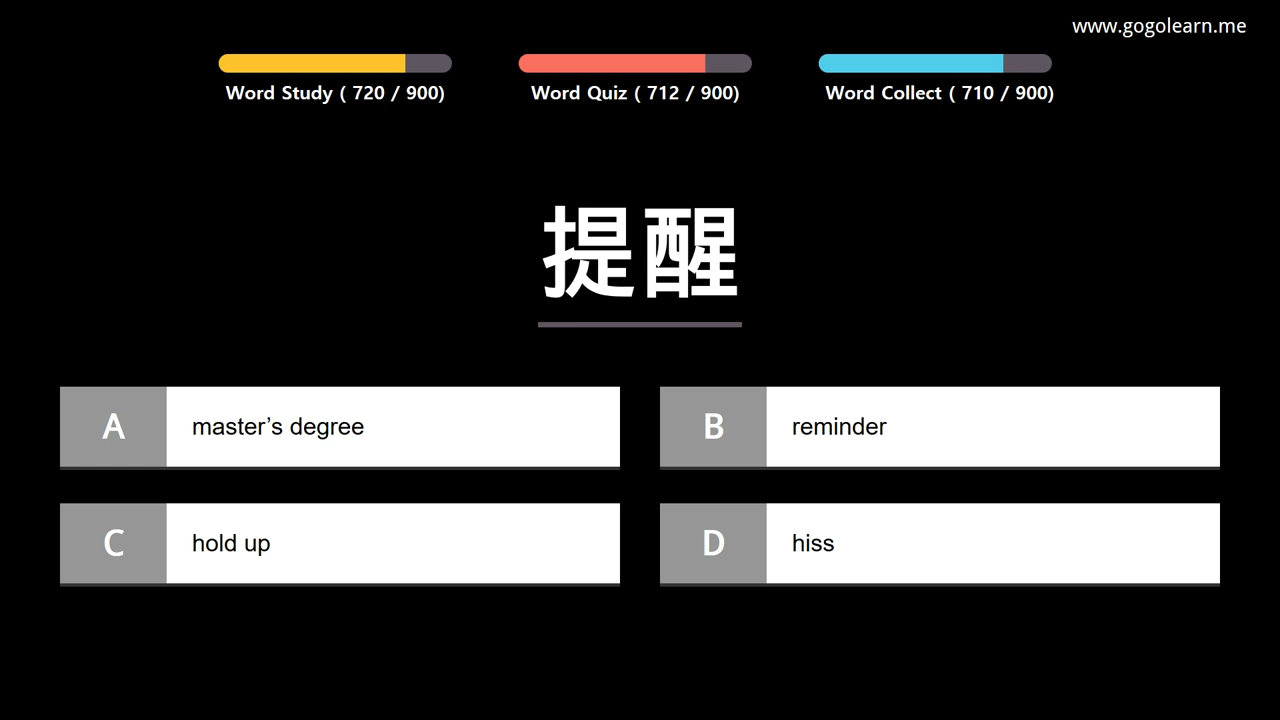 www.gogolearn.me
Word Study ( 720 / 900)
Word Quiz ( 712 / 900)
Word Collect ( 710 / 900)
提醒
A master’s degree
B reminder
C hold up
D hiss